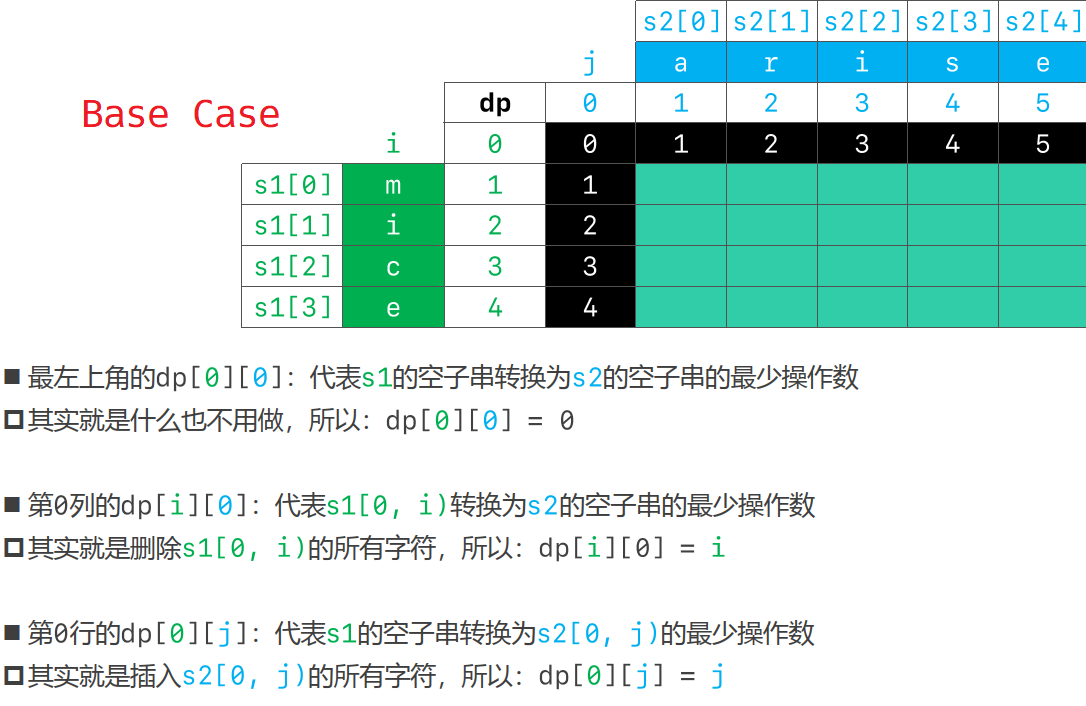 s2[0] s2[1] s2[2] s2[3] s2[4]
j a r i s e
dp 0 1 2 3 4 5
Base Case
i 0 0 1 2 3 4 5
s1[0] m 1 1
s1[1] i 2 2
s1[2] c 3 3
s1[3] e 4 4
最左上角的dp[0][0]：代表s1的空子串转换为s2的空子串的最少操作数
其实就是什么也不用做，所以：dp[0][0] = 0
第0列的dp[i][0]：代表s1[0, i)转换为s2的空子串的最少操作数
其实就是删除s1[0, i)的所有字符，所以：dp[i][0] = i
第0行的dp[0][j]：代表s1的空子串转换为s2[0, j)的最少操作数
其实就是插入s2[0, j)的所有字符，所以：dp[0][j] = j